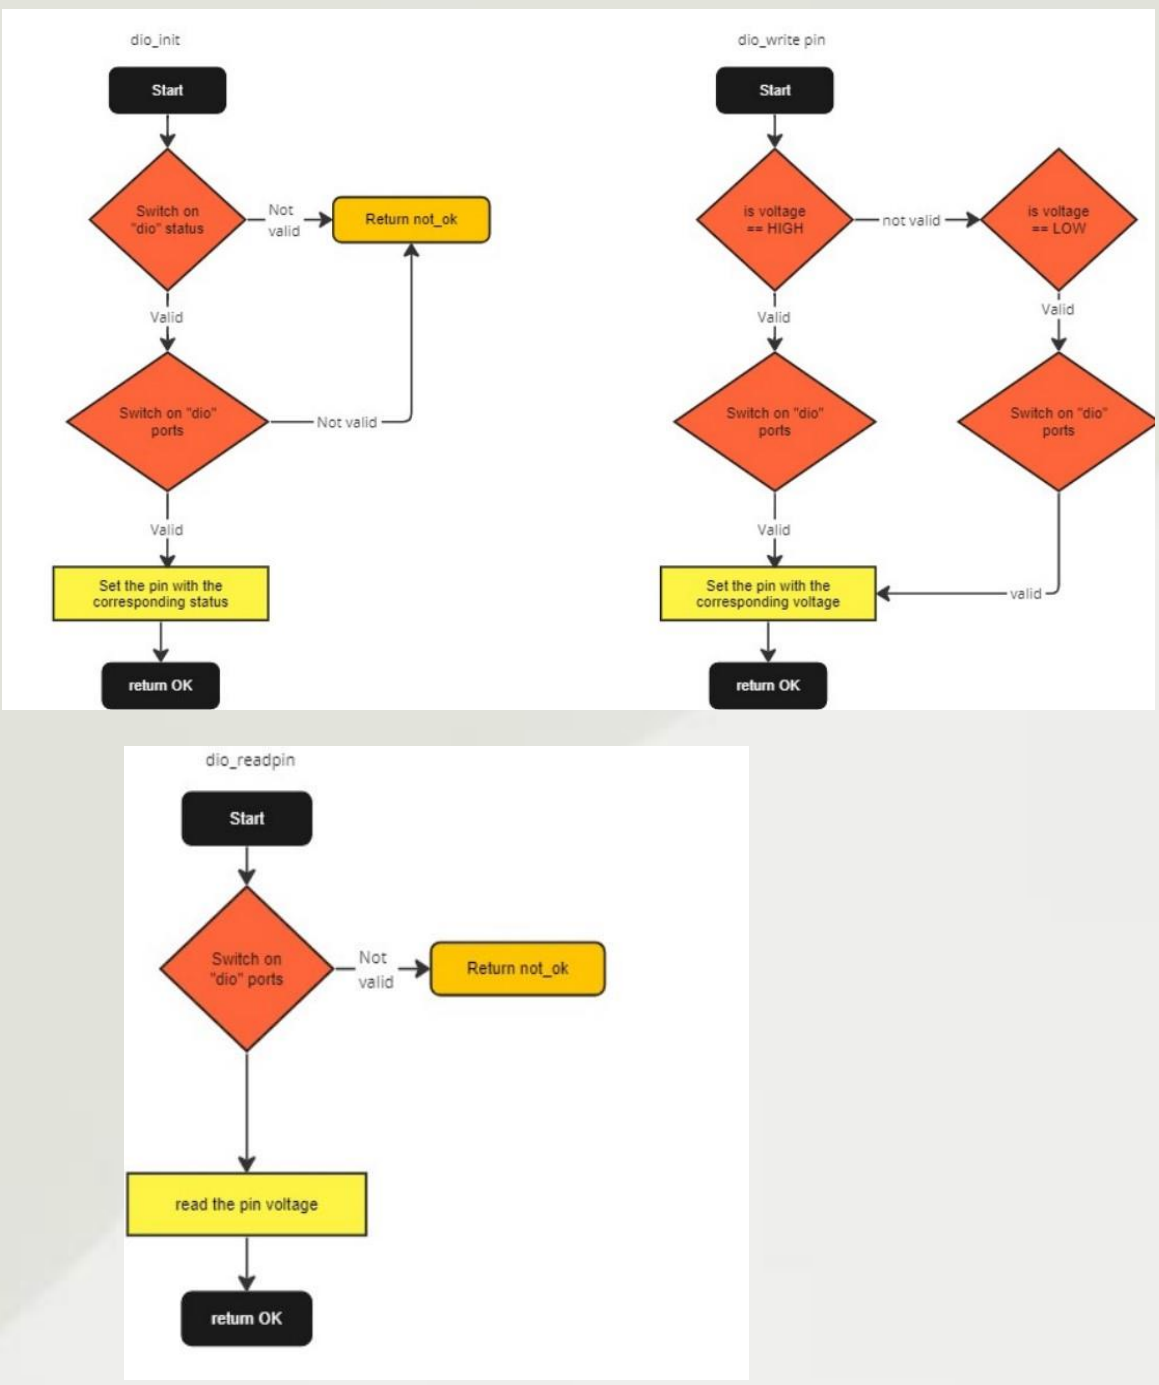 dio_init
Start
Switch on
"dio" status
Not
valid
Return not_ok
Valid
Switch on "dio"
ports
Not valid
Valid
Set the pin with the
corresponding status
return OK
dio_write pin
Start
is voltage
== HIGH
not valid
is voltage
== LOW
Valid
Valid
Switch on "dio"
ports
Switch on "dio"
ports
Valid
valid
Set the pin with the
corresponding voltage
return OK
dio_readpin
Start
Switch on
"dio" ports
Not
valid
Return not_ok
read the pin voltage
return OK